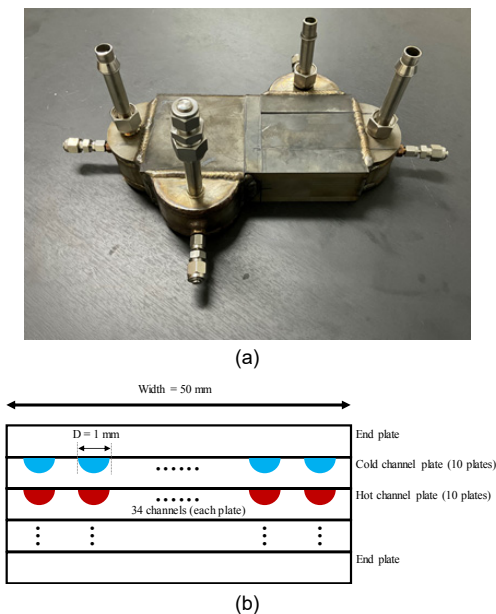 (a)
Width = 50 mm
End plate
D = 1 mm
Cold channel plate (10 plates)
Hot channel plate (10 plates)
34 channels (each plate)
End plate
(b)